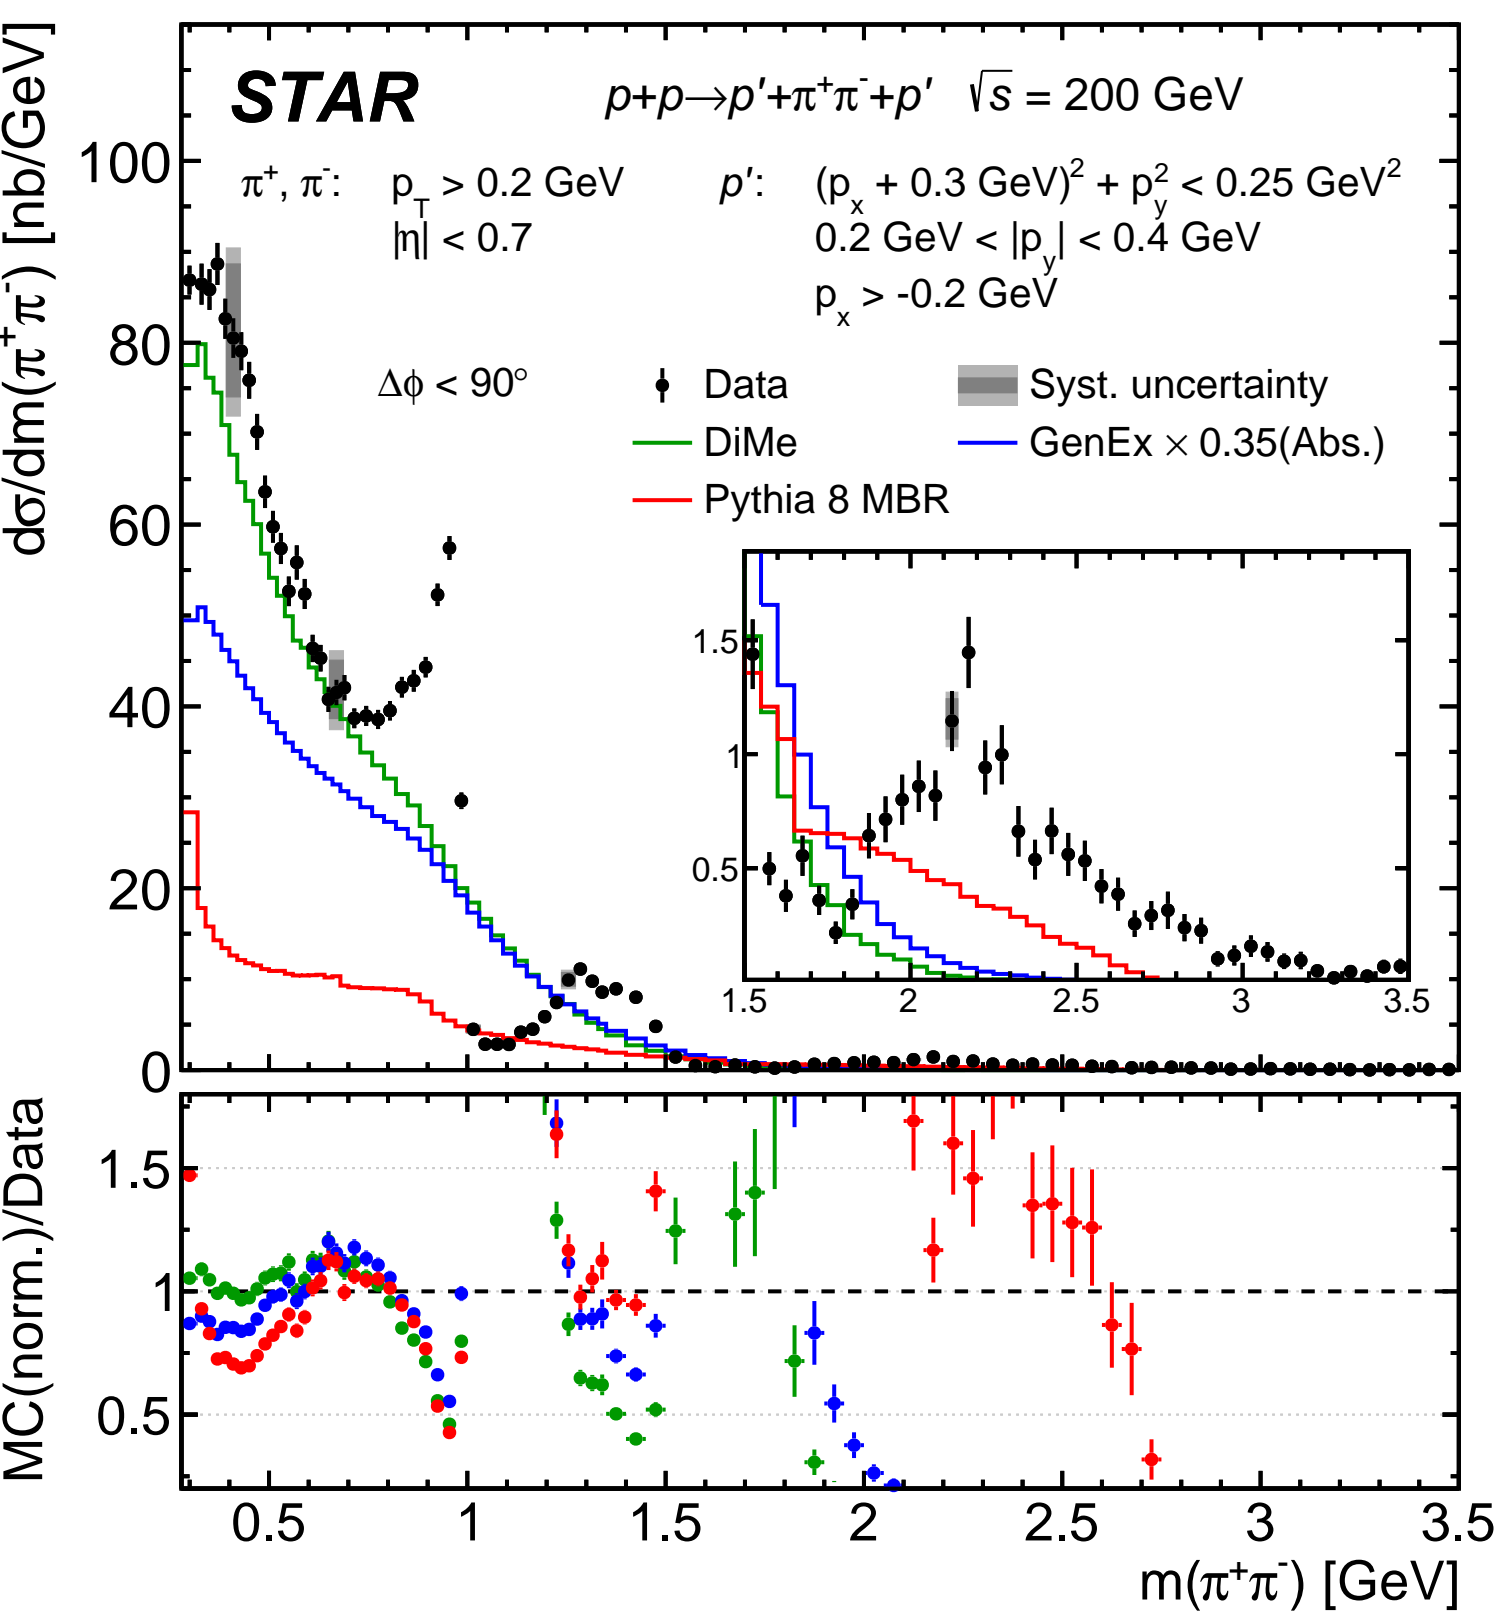 STAR p+p→p′+π⁺π⁻+p′ √s = 200 GeV
π⁺, π⁻: p_T > 0.2 GeV p′: (p_x + 0.3 GeV)² + p_y² < 0.25 GeV²
|η| < 0.7 0.2 GeV < |p_y| < 0.4 GeV
p_x > -0.2 GeV
Δϕ < 90° Data Syst. uncertainty
DiMe GenEx × 0.35(Abs.)
Pythia 8 MBR
dσ/dm(π⁺π⁻) [nb/GeV]
100
80
60
40
20
0
1.5
1
0.5
1.5 2 2.5 3 3.5
MC(norm.)/Data
1.5
1
0.5
0.5 1 1.5 2 2.5 3 3.5
m(π⁺π⁻) [GeV]